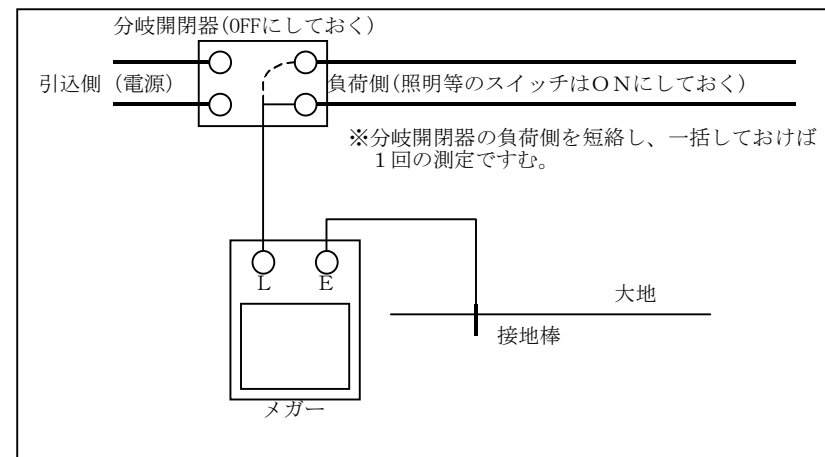 分岐開閉器(OFFにしておく)
引込側（電源）
負荷側(照明等のスイッチはＯＮにしておく)
※分岐開閉器の負荷側を短絡し、一括しておけば
１回の測定ですむ。
L
E
大地
接地棒
メガー